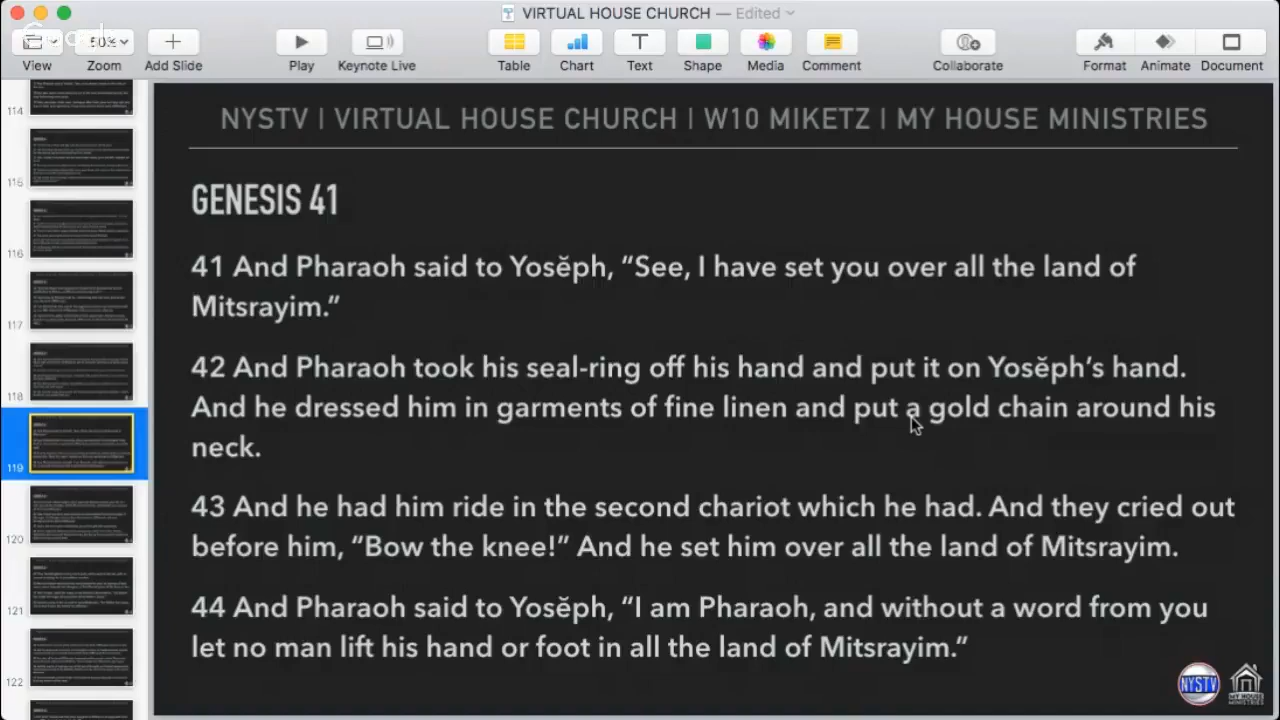 VIRTUAL HOUSE CHURCH — Edited
View
Zoom
Add Slide
Play
Keynote Live
Table
Chart
Text
Shape
Media
Comment
Collaborate
Format
Animate
Document
114
115
116
117
118
119
120
121
122
NYSTV | VIRTUAL HOUSE CHURCH | W10 MIKETZ | MY HOUSE MINISTRIES
GENESIS 41
41 And Pharaoh said to Yosĕph, “See, I have set you over all the land of
Mitsrayim.”
42 And Pharaoh took his seal-ring off his hand and put it on Yosĕph’s hand.
And he dressed him in garments of fine linen and put a gold chain around his
neck.
43 And he had him ride in the second chariot which he had. And they cried out
before him, “Bow the knee!” And he set him over all the land of Mitsrayim.
44 And Pharaoh said to Yosĕph, “I am Pharaoh, and without a word from you
let no man lift his hand or foot in all the land of Mitsrayim.”
NYSTV
MY HOUSE
MINISTRIES